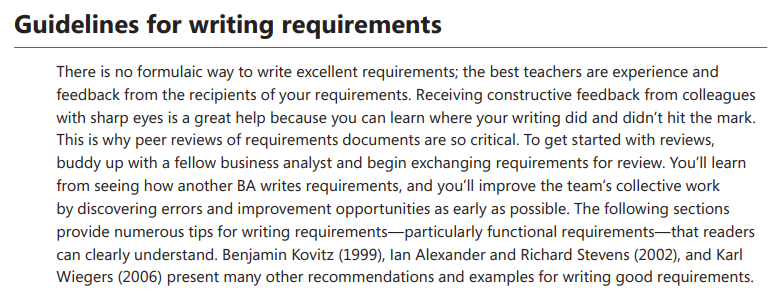 Guidelines for writing requirements
There is no formulaic way to write excellent requirements; the best teachers are experience and
feedback from the recipients of your requirements. Receiving constructive feedback from colleagues
with sharp eyes is a great help because you can learn where your writing did and didn’t hit the mark.
This is why peer reviews of requirements documents are so critical. To get started with reviews,
buddy up with a fellow business analyst and begin exchanging requirements for review. You’ll learn
from seeing how another BA writes requirements, and you’ll improve the team’s collective work
by discovering errors and improvement opportunities as early as possible. The following sections
provide numerous tips for writing requirements—particularly functional requirements—that readers
can clearly understand. Benjamin Kovitz (1999), Ian Alexander and Richard Stevens (2002), and Karl
Wiegers (2006) present many other recommendations and examples for writing good requirements.